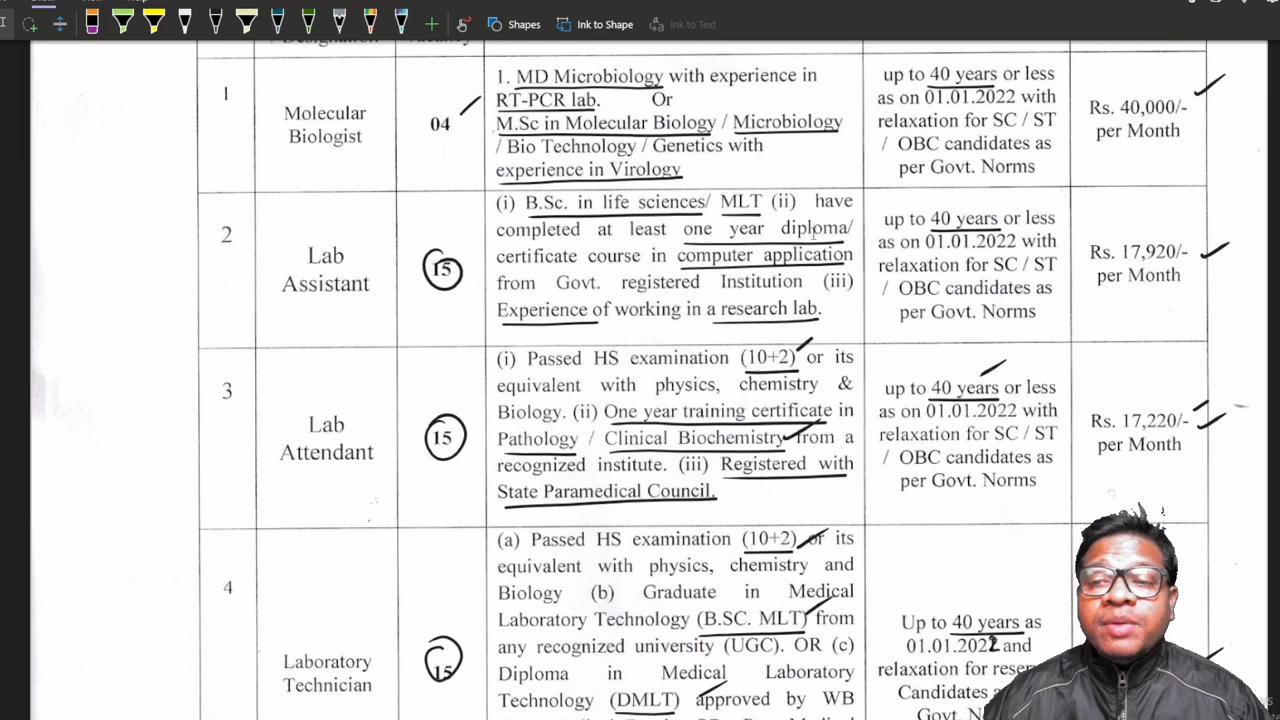 Shapes
Ink to Shape
Ink to Text
1
Molecular
Biologist
04
1. MD Microbiology with experience in
RT-PCR lab. Or
M.Sc in Molecular Biology / Microbiology
/ Bio Technology / Genetics with
experience in Virology
up to 40 years or less
as on 01.01.2022 with
relaxation for SC / ST
/ OBC candidates as
per Govt. Norms
Rs. 40,000/-
per Month
2
Lab
Assistant
15
(i) B.Sc. in life sciences/ MLT (ii) have
completed at least one year diploma/
certificate course in computer application
from Govt. registered Institution (iii)
Experience of working in a research lab.
up to 40 years or less
as on 01.01.2022 with
relaxation for SC / ST
/ OBC candidates as
per Govt. Norms
Rs. 17,920/-
per Month
3
Lab
Attendant
15
(i) Passed HS examination (10+2) or its
equivalent with physics, chemistry &
Biology. (ii) One year training certificate in
Pathology / Clinical Biochemistry from a
recognized institute. (iii) Registered with
State Paramedical Council.
up to 40 years or less
as on 01.01.2022 with
relaxation for SC / ST
/ OBC candidates as
per Govt. Norms
Rs. 17,220/-
per Month
4
Laboratory
Technician
15
(a) Passed HS examination (10+2) or its
equivalent with physics, chemistry and
Biology (b) Graduate in Medical
Laboratory Technology (B.SC. MLT) from
any recognized university (UGC). OR (c)
Diploma in Medical Laboratory
Technology (DMLT) approved by WB
Up to 40 years as
01.01.2022 and
relaxation for
Candidates
Govt.